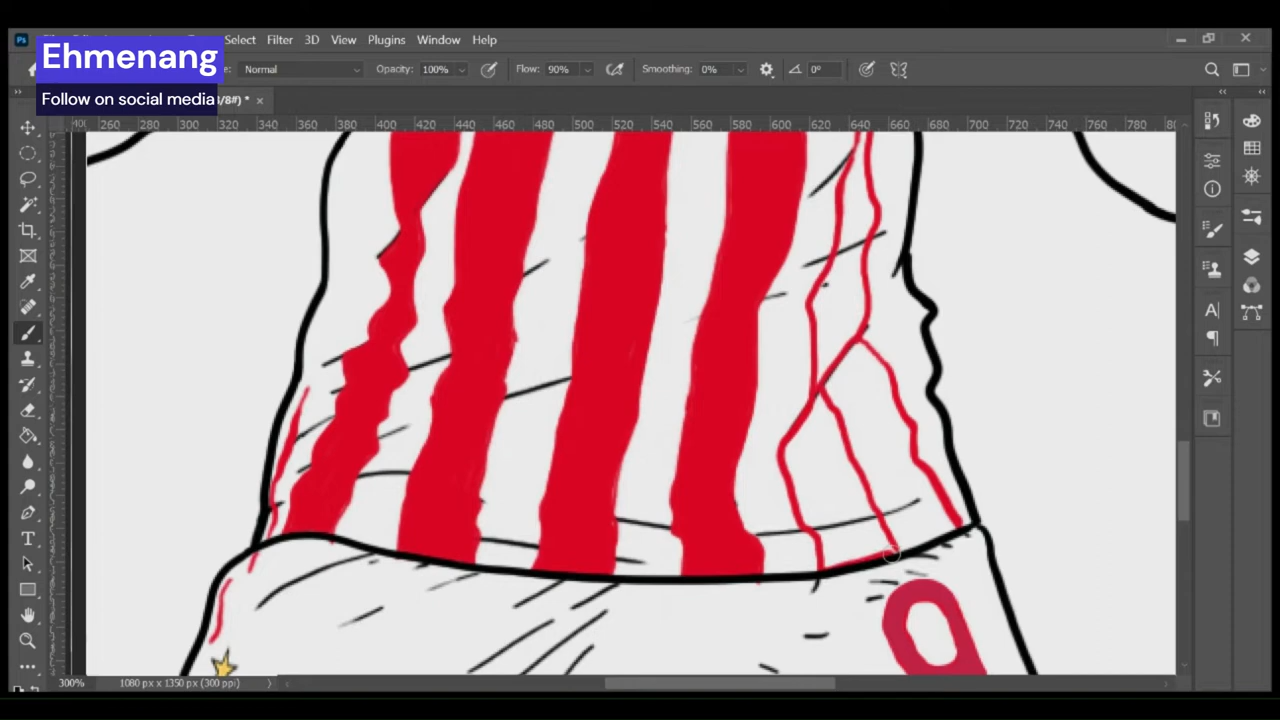 Ehmenang
Follow on social media
Select Filter 3D View Plugins Window Help
Normal Opacity: 100% Flow: 90% Smoothing: 0% 0°
/8#) * ×
260 280 300 320 340 360 380 400 420 440 460 480 500 520 540 560 580 600 620 640 660 680 700 720 740 760 780 80
300% 1080 px x 1350 px (300 ppi)